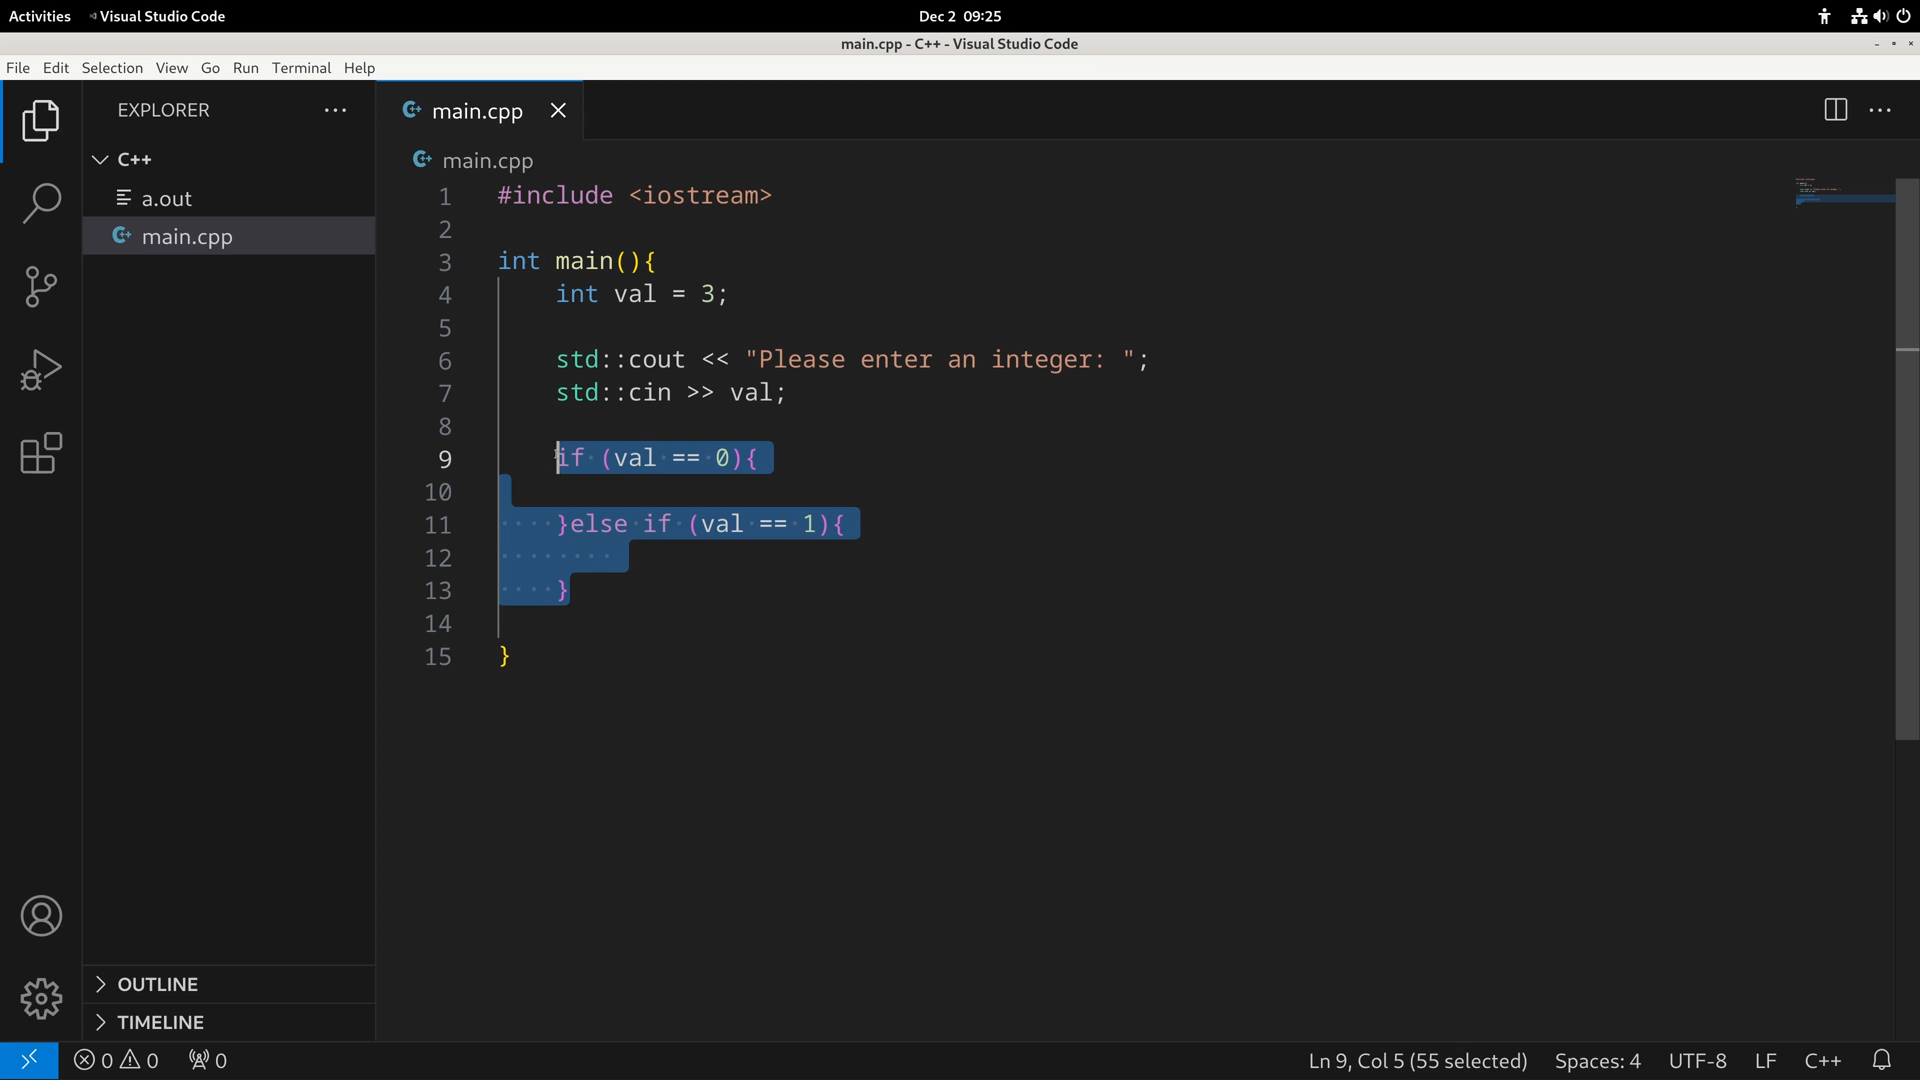 Activities Visual Studio Code Dec 2 09:25
main.cpp - C++ - Visual Studio Code
File Edit Selection View Go Run Terminal Help
EXPLORER
C++
a.out
main.cpp
main.cpp
main.cpp
1 #include <iostream>
2
3 int main(){
4 int val = 3;
5
6 std::cout << "Please enter an integer: ";
7 std::cin >> val;
8
9 if (val == 0){
10
11 }else if (val == 1){
12
13 }
14
15 }
OUTLINE
TIMELINE
0 0 0 Ln 9, Col 5 (55 selected) Spaces: 4 UTF-8 LF C++